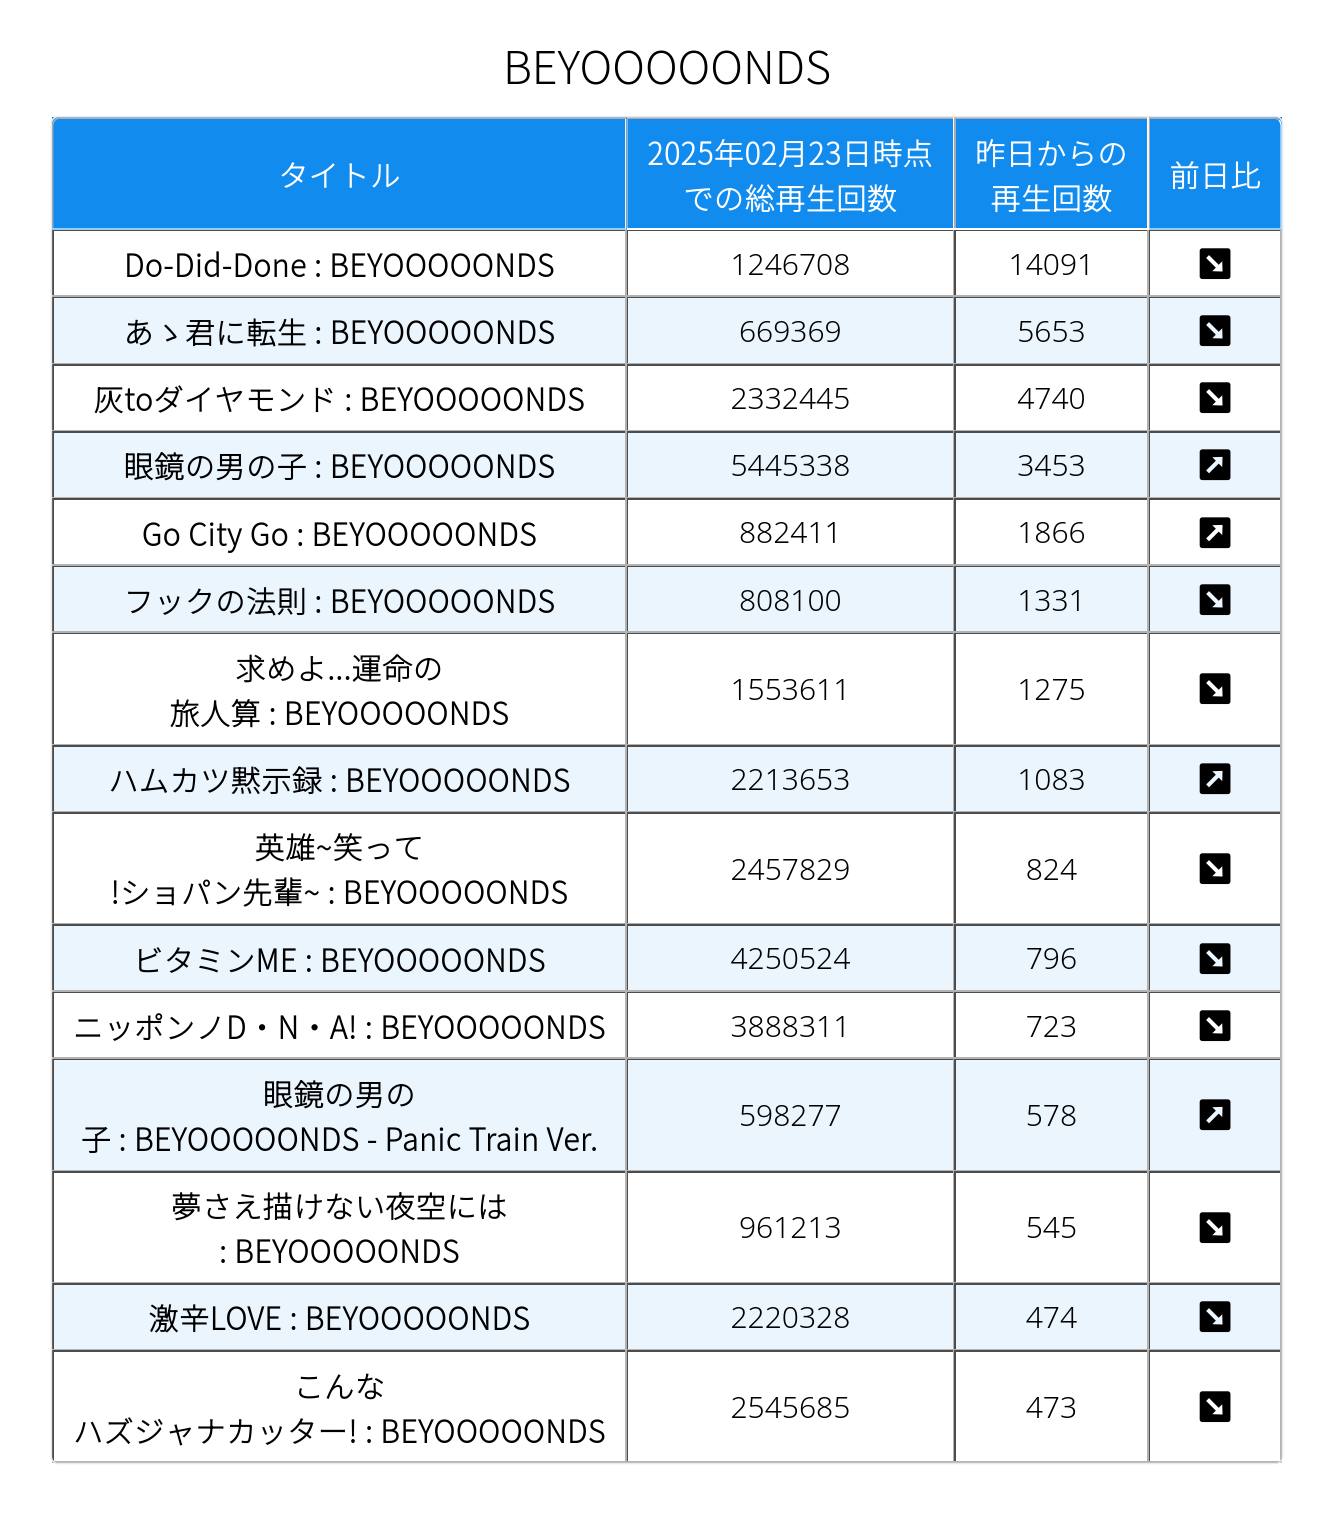 BEYOOOOONDS
タイトル
2025年02月23日時点
での総再生回数
昨日からの
再生回数
前日比
Do-Did-Done : BEYOOOOONDS
1246708
14091
あゝ君に転生 : BEYOOOOONDS
669369
5653
灰toダイヤモンド : BEYOOOOONDS
2332445
4740
眼鏡の男の子 : BEYOOOOONDS
5445338
3453
Go City Go : BEYOOOOONDS
882411
1866
フックの法則 : BEYOOOOONDS
808100
1331
求めよ...運命の
旅人算 : BEYOOOOONDS
1553611
1275
ハムカツ黙示録 : BEYOOOOONDS
2213653
1083
英雄~笑って
!ショパン先輩~ : BEYOOOOONDS
2457829
824
ビタミンME : BEYOOOOONDS
4250524
796
ニッポンノD・N・A! : BEYOOOOONDS
3888311
723
眼鏡の男の
子 : BEYOOOOONDS - Panic Train Ver.
598277
578
夢さえ描けない夜空には
: BEYOOOOONDS
961213
545
激辛LOVE : BEYOOOOONDS
2220328
474
こんな
ハズジャナカッター! : BEYOOOOONDS
2545685
473